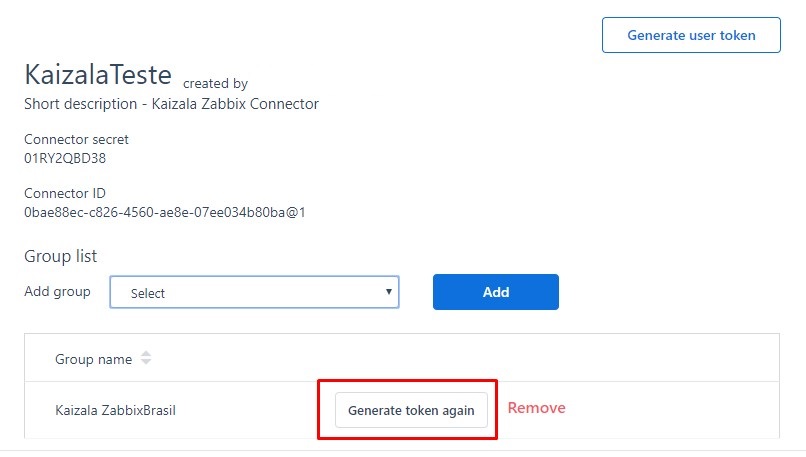 Generate user token
KaizalaTeste created by
Short description - Kaizala Zabbix Connector
Connector secret
01RY2QBD38
Connector ID
0bae88ec-c826-4560-ae8e-07ee034b80ba@1
Group list
Add group Select Add
Group name
Kaizala ZabbixBrasil Generate token again Remove